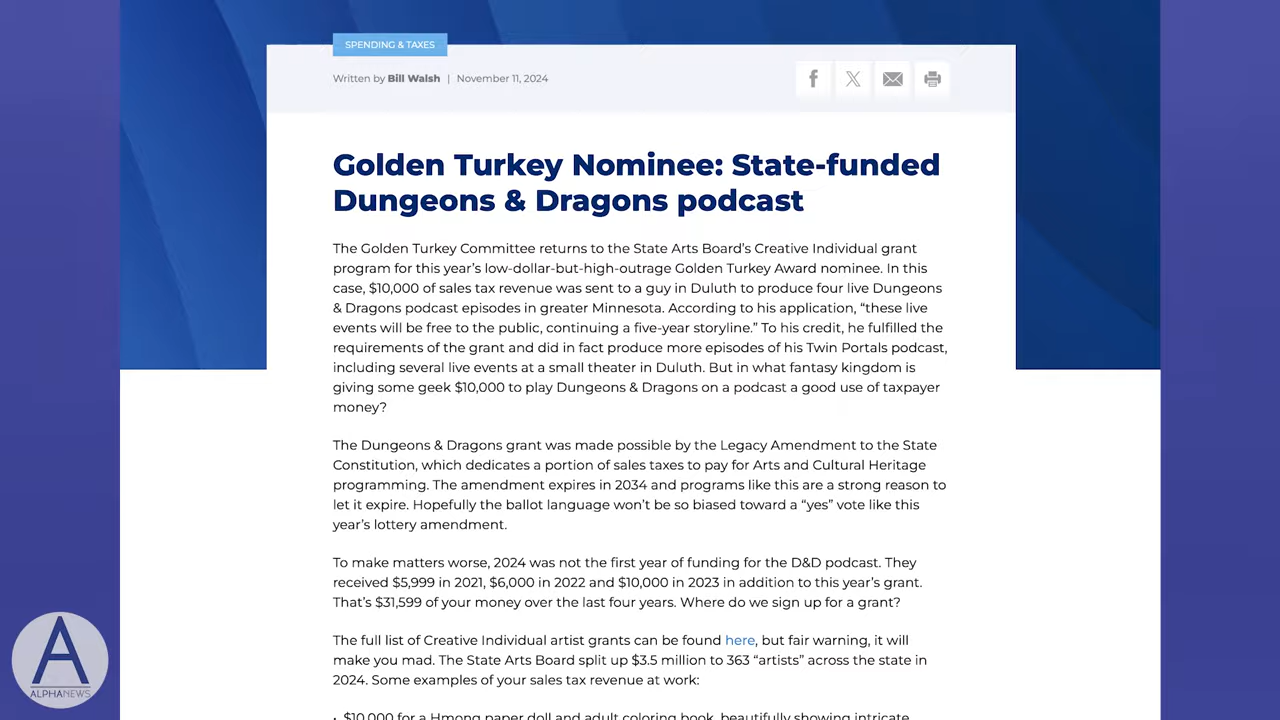 SPENDING & TAXES
Written by Bill Walsh | November 11, 2024
Golden Turkey Nominee: State-funded
Dungeons & Dragons podcast
The Golden Turkey Committee returns to the State Arts Board's Creative Individual grant
program for this year's low-dollar-but-high-outrage Golden Turkey Award nominee. In this
case, $10,000 of sales tax revenue was sent to a guy in Duluth to produce four live Dungeons
& Dragons podcast episodes in greater Minnesota. According to his application, “these live
events will be free to the public, continuing a five-year storyline.” To his credit, he fulfilled the
requirements of the grant and did in fact produce more episodes of his Twin Portals podcast,
including several live events at a small theater in Duluth. But in what fantasy kingdom is
giving some geek $10,000 to play Dungeons & Dragons on a podcast a good use of taxpayer
money?
The Dungeons & Dragons grant was made possible by the Legacy Amendment to the State
Constitution, which dedicates a portion of sales taxes to pay for Arts and Cultural Heritage
programming. The amendment expires in 2034 and programs like this are a strong reason to
let it expire. Hopefully the ballot language won't be so biased toward a “yes” vote like this
year's lottery amendment.
To make matters worse, 2024 was not the first year of funding for the D&D podcast. They
received $5,999 in 2021, $6,000 in 2022 and $10,000 in 2023 in addition to this year's grant.
That's $31,599 of your money over the last four years. Where do we sign up for a grant?
The full list of Creative Individual artist grants can be found here, but fair warning, it will
make you mad. The State Arts Board split up $3.5 million to 363 “artists” across the state in
2024. Some examples of your sales tax revenue at work:
• $10,000 for a Hmong paper doll and adult coloring book, beautifully showing intricate
A
ALPHANEWS